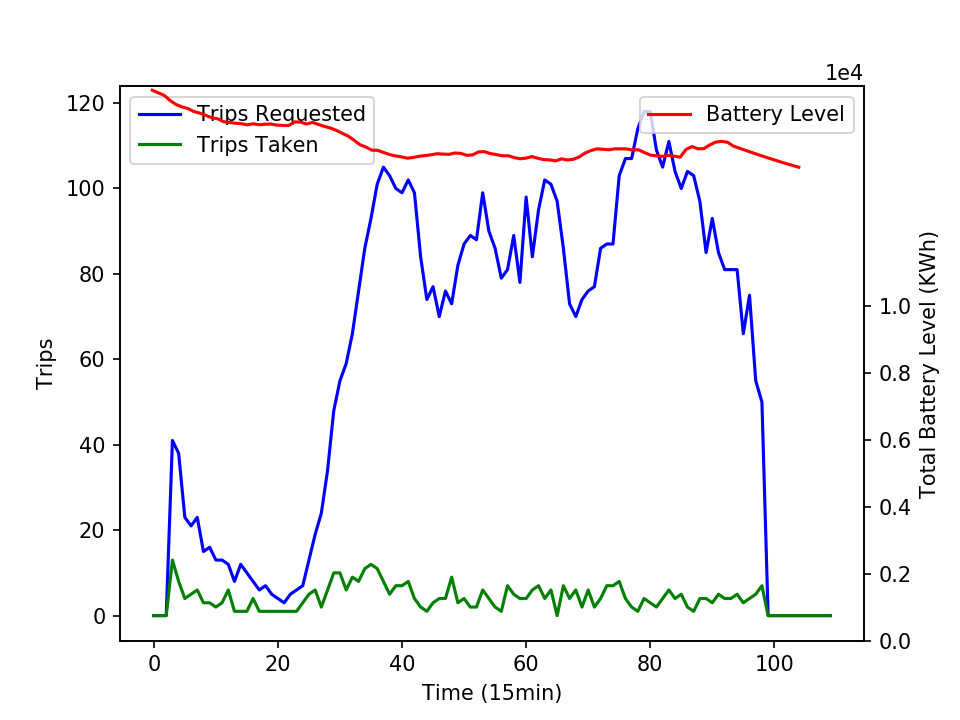 1e4
Trips Requested
Trips Taken
Battery Level
120
100
80
60
40
20
0
Trips
1.0
0.8
0.6
0.4
0.2
0.0
Total Battery Level (KWh)
0 20 40 60 80 100
Time (15min)